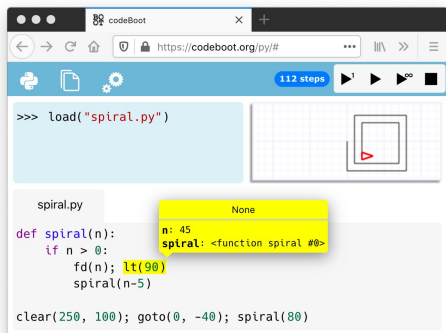 codeBoot
https://codeboot.org/py/#
112 steps
1
∞
>>> load("spiral.py")
spiral.py
None
n: 45
spiral: <function spiral #0>
def spiral(n):
if n > 0:
fd(n); lt(90)
spiral(n-5)
clear(250, 100); goto(0, -40); spiral(80)